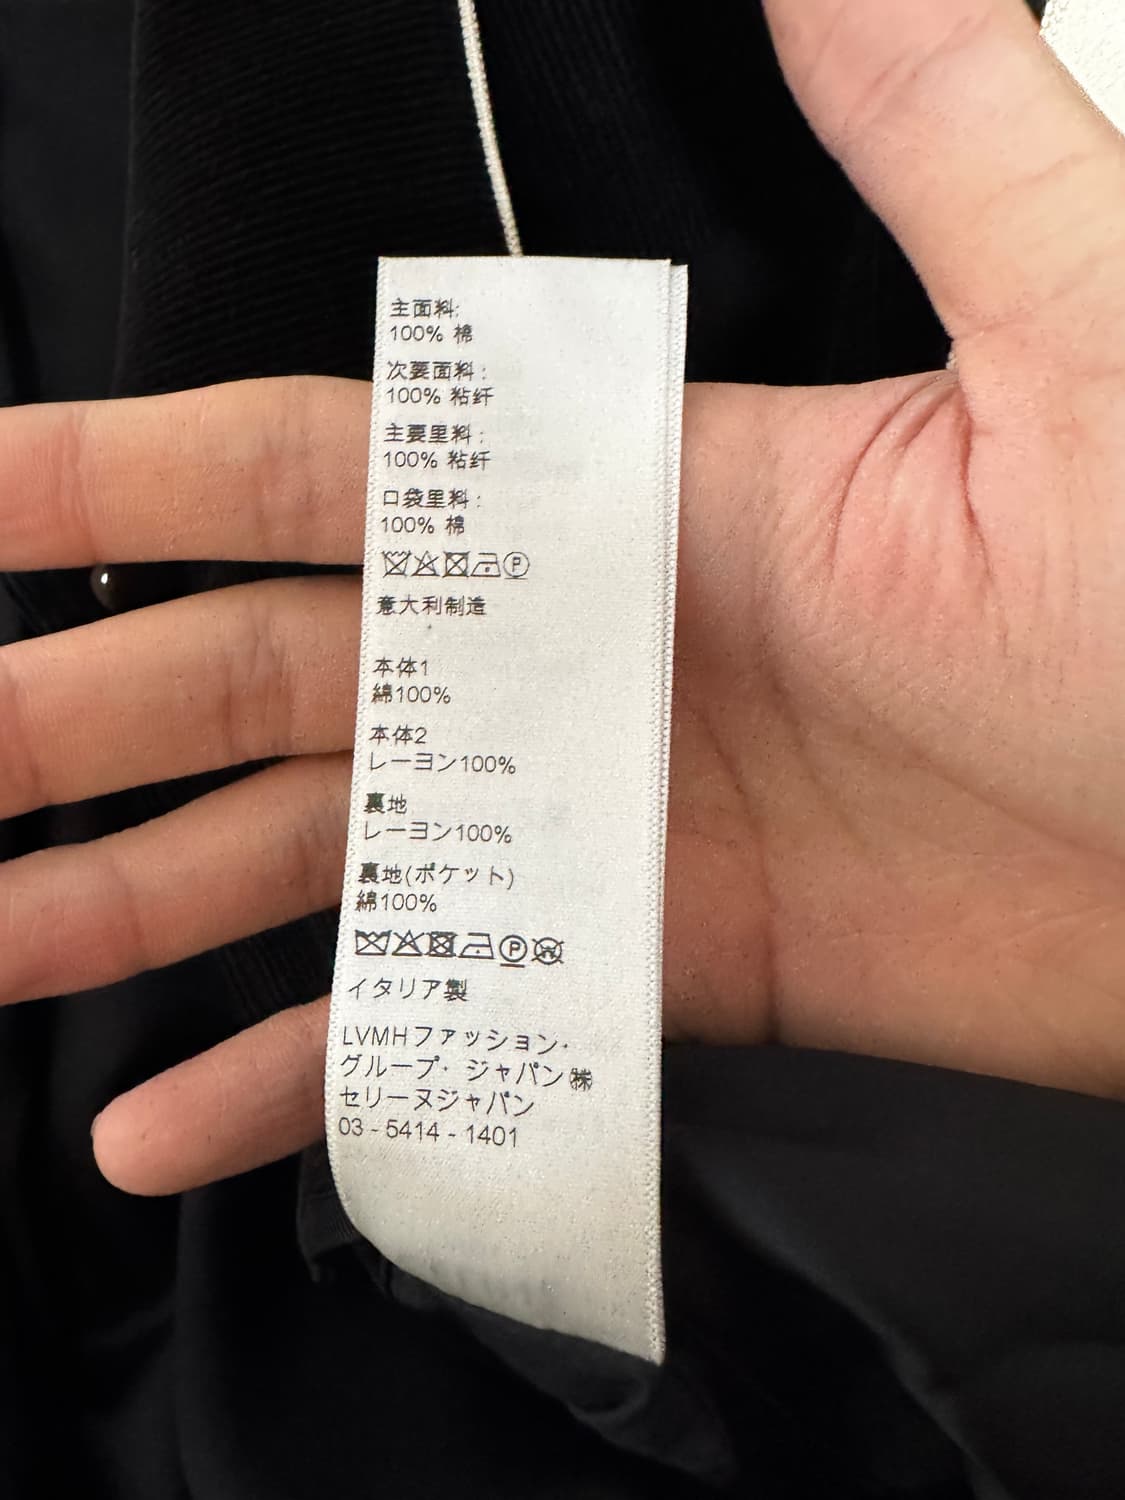 主面料:
100% 棉
次要面料:
100% 粘纤
主要里料:
100% 粘纤
口袋里料:
100% 棉
P
意大利制造
本体1
綿100%
本体2
レーヨン100%
裏地
レーヨン100%
裏地(ポケット)
綿100%
P W
イタリア製
LVMHファッション・
グループ・ジャパン㈱
セリーヌジャパン
03 - 5414 - 1401